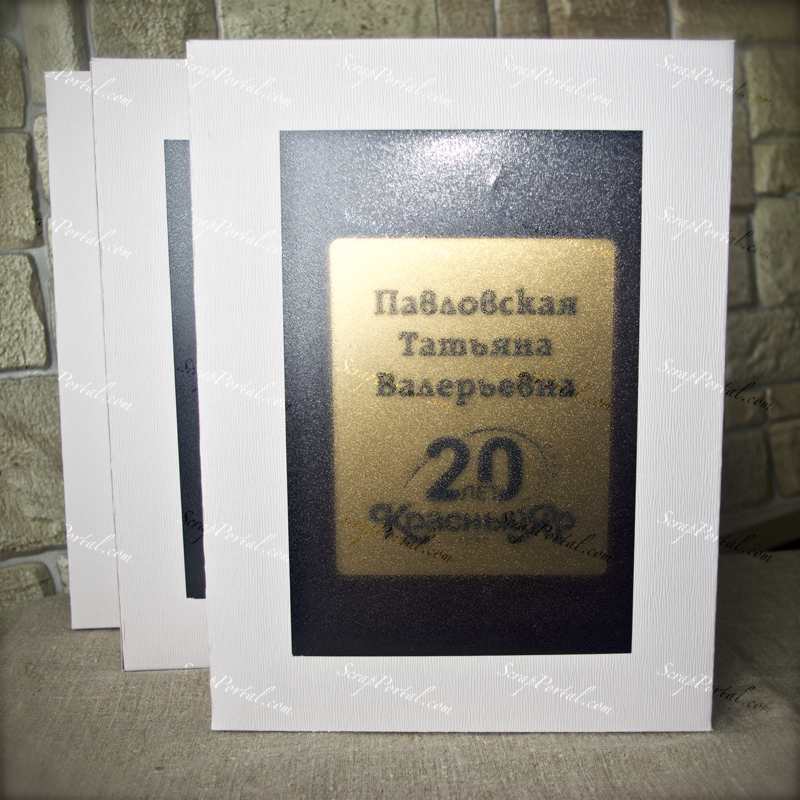 Павловская
Татьяна
Валерьевна
20
ЛЕТ
Красный Яр
ScrapPortal.com